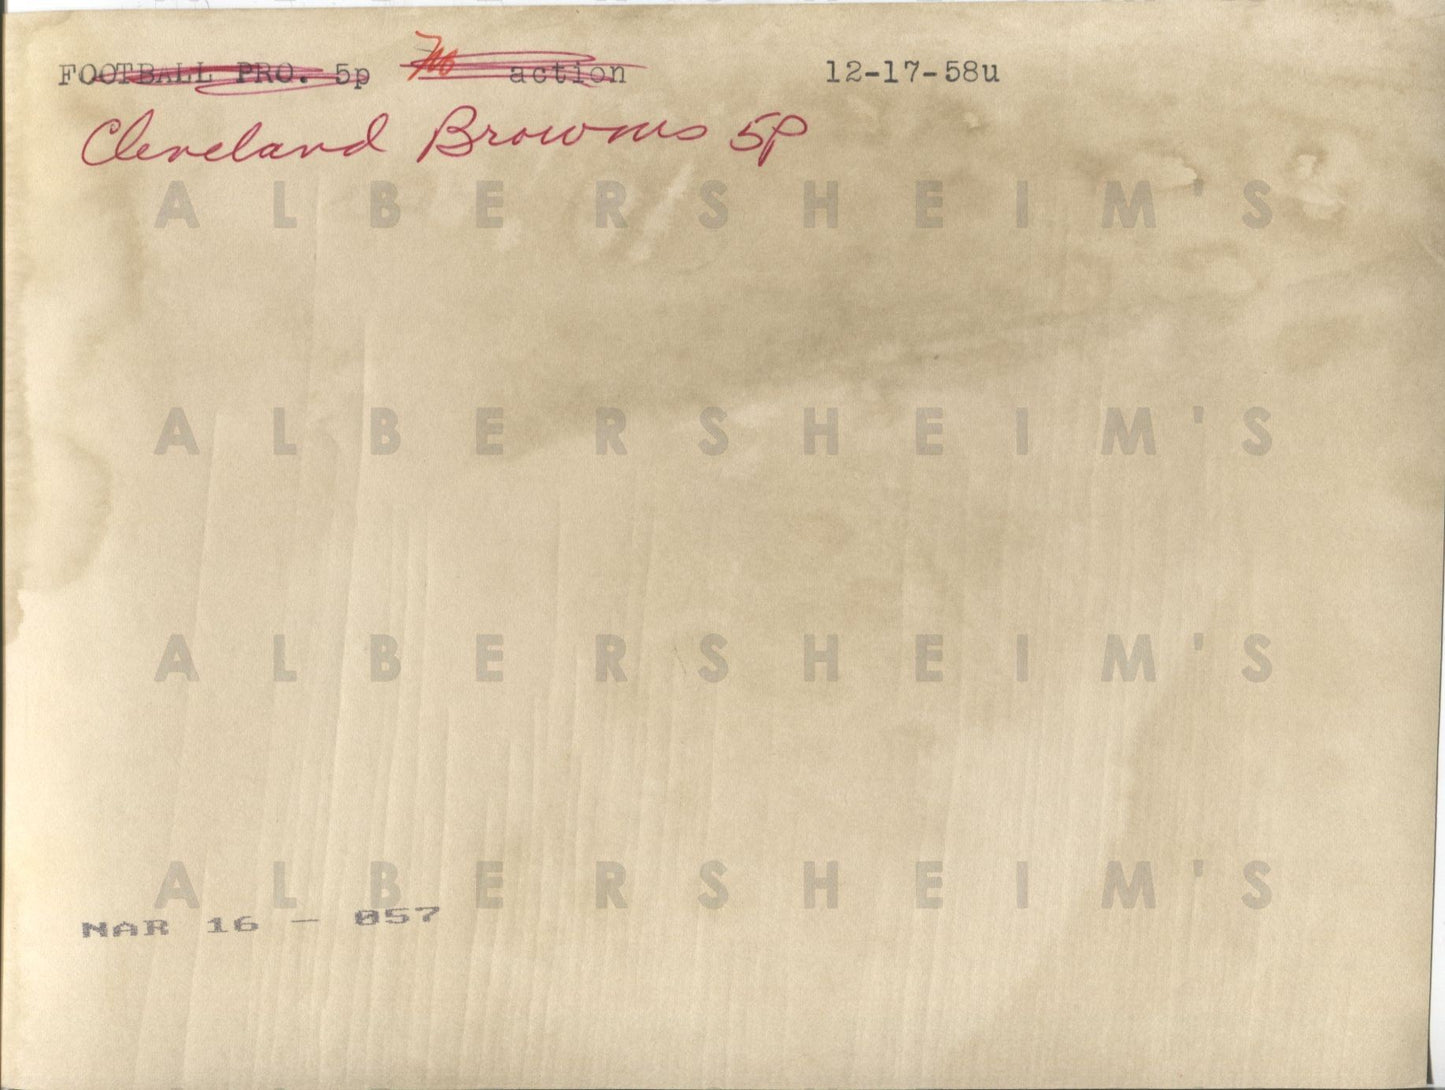 FOOTBALL PRO. 5p action 12-17-58u
Cleveland Browns 5p
ALBERSHEIM'S
ALBERSHEIM'S
ALBERSHEIM'S
ALBERSHEIM'S
MAR 16 - 057